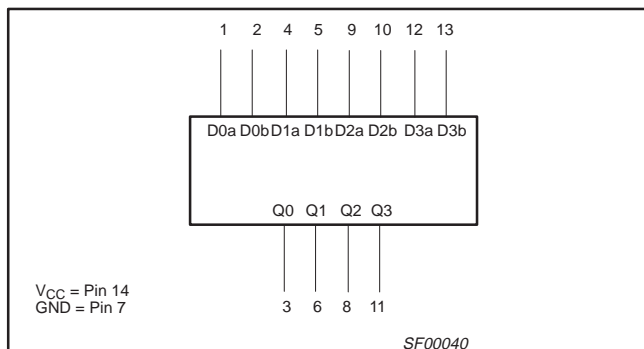 1 2 4 5 9 10 12 13
D0a D0b D1a D1b D2a D2b D3a D3b
Q0 Q1 Q2 Q3
VCC = Pin 14
GND = Pin 7
3 6 8 11
SF00040